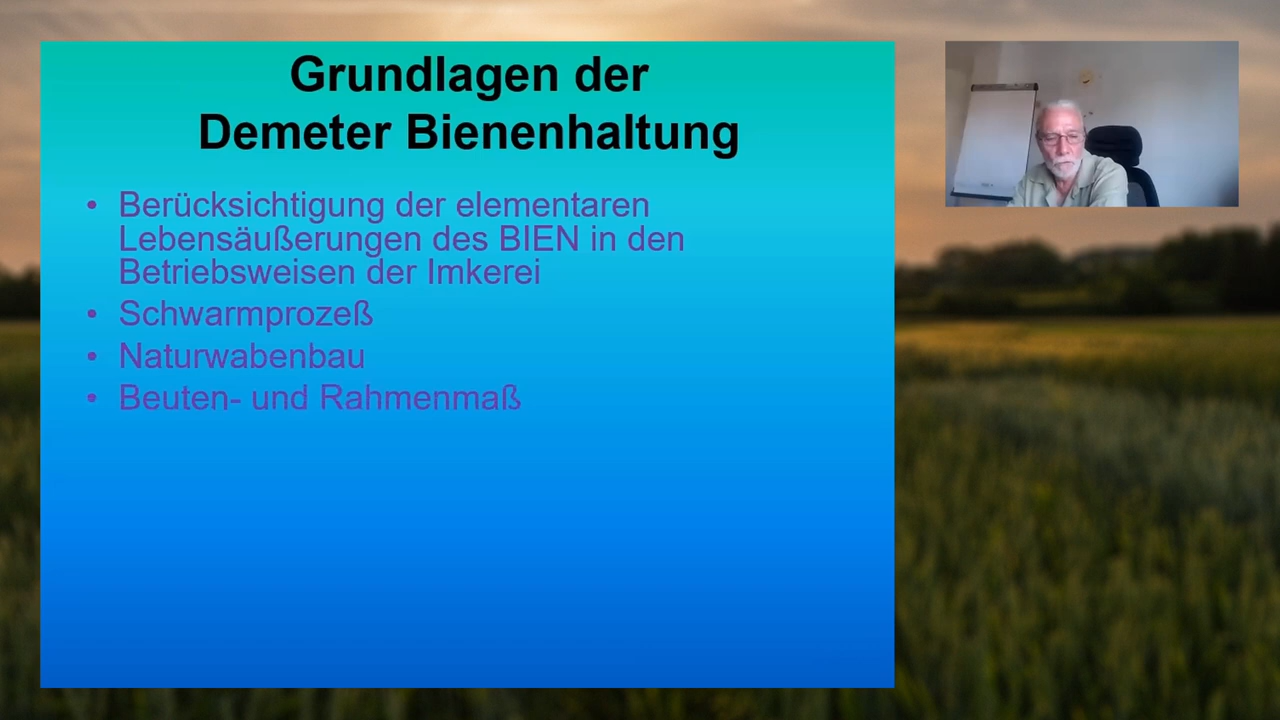 Grundlagen der
Demeter Bienenhaltung
• Berücksichtigung der elementaren
Lebensäußerungen des BIEN in den
Betriebsweisen der Imkerei
• Schwarmprozeß
• Naturwabenbau
• Beuten- und Rahmenmaß